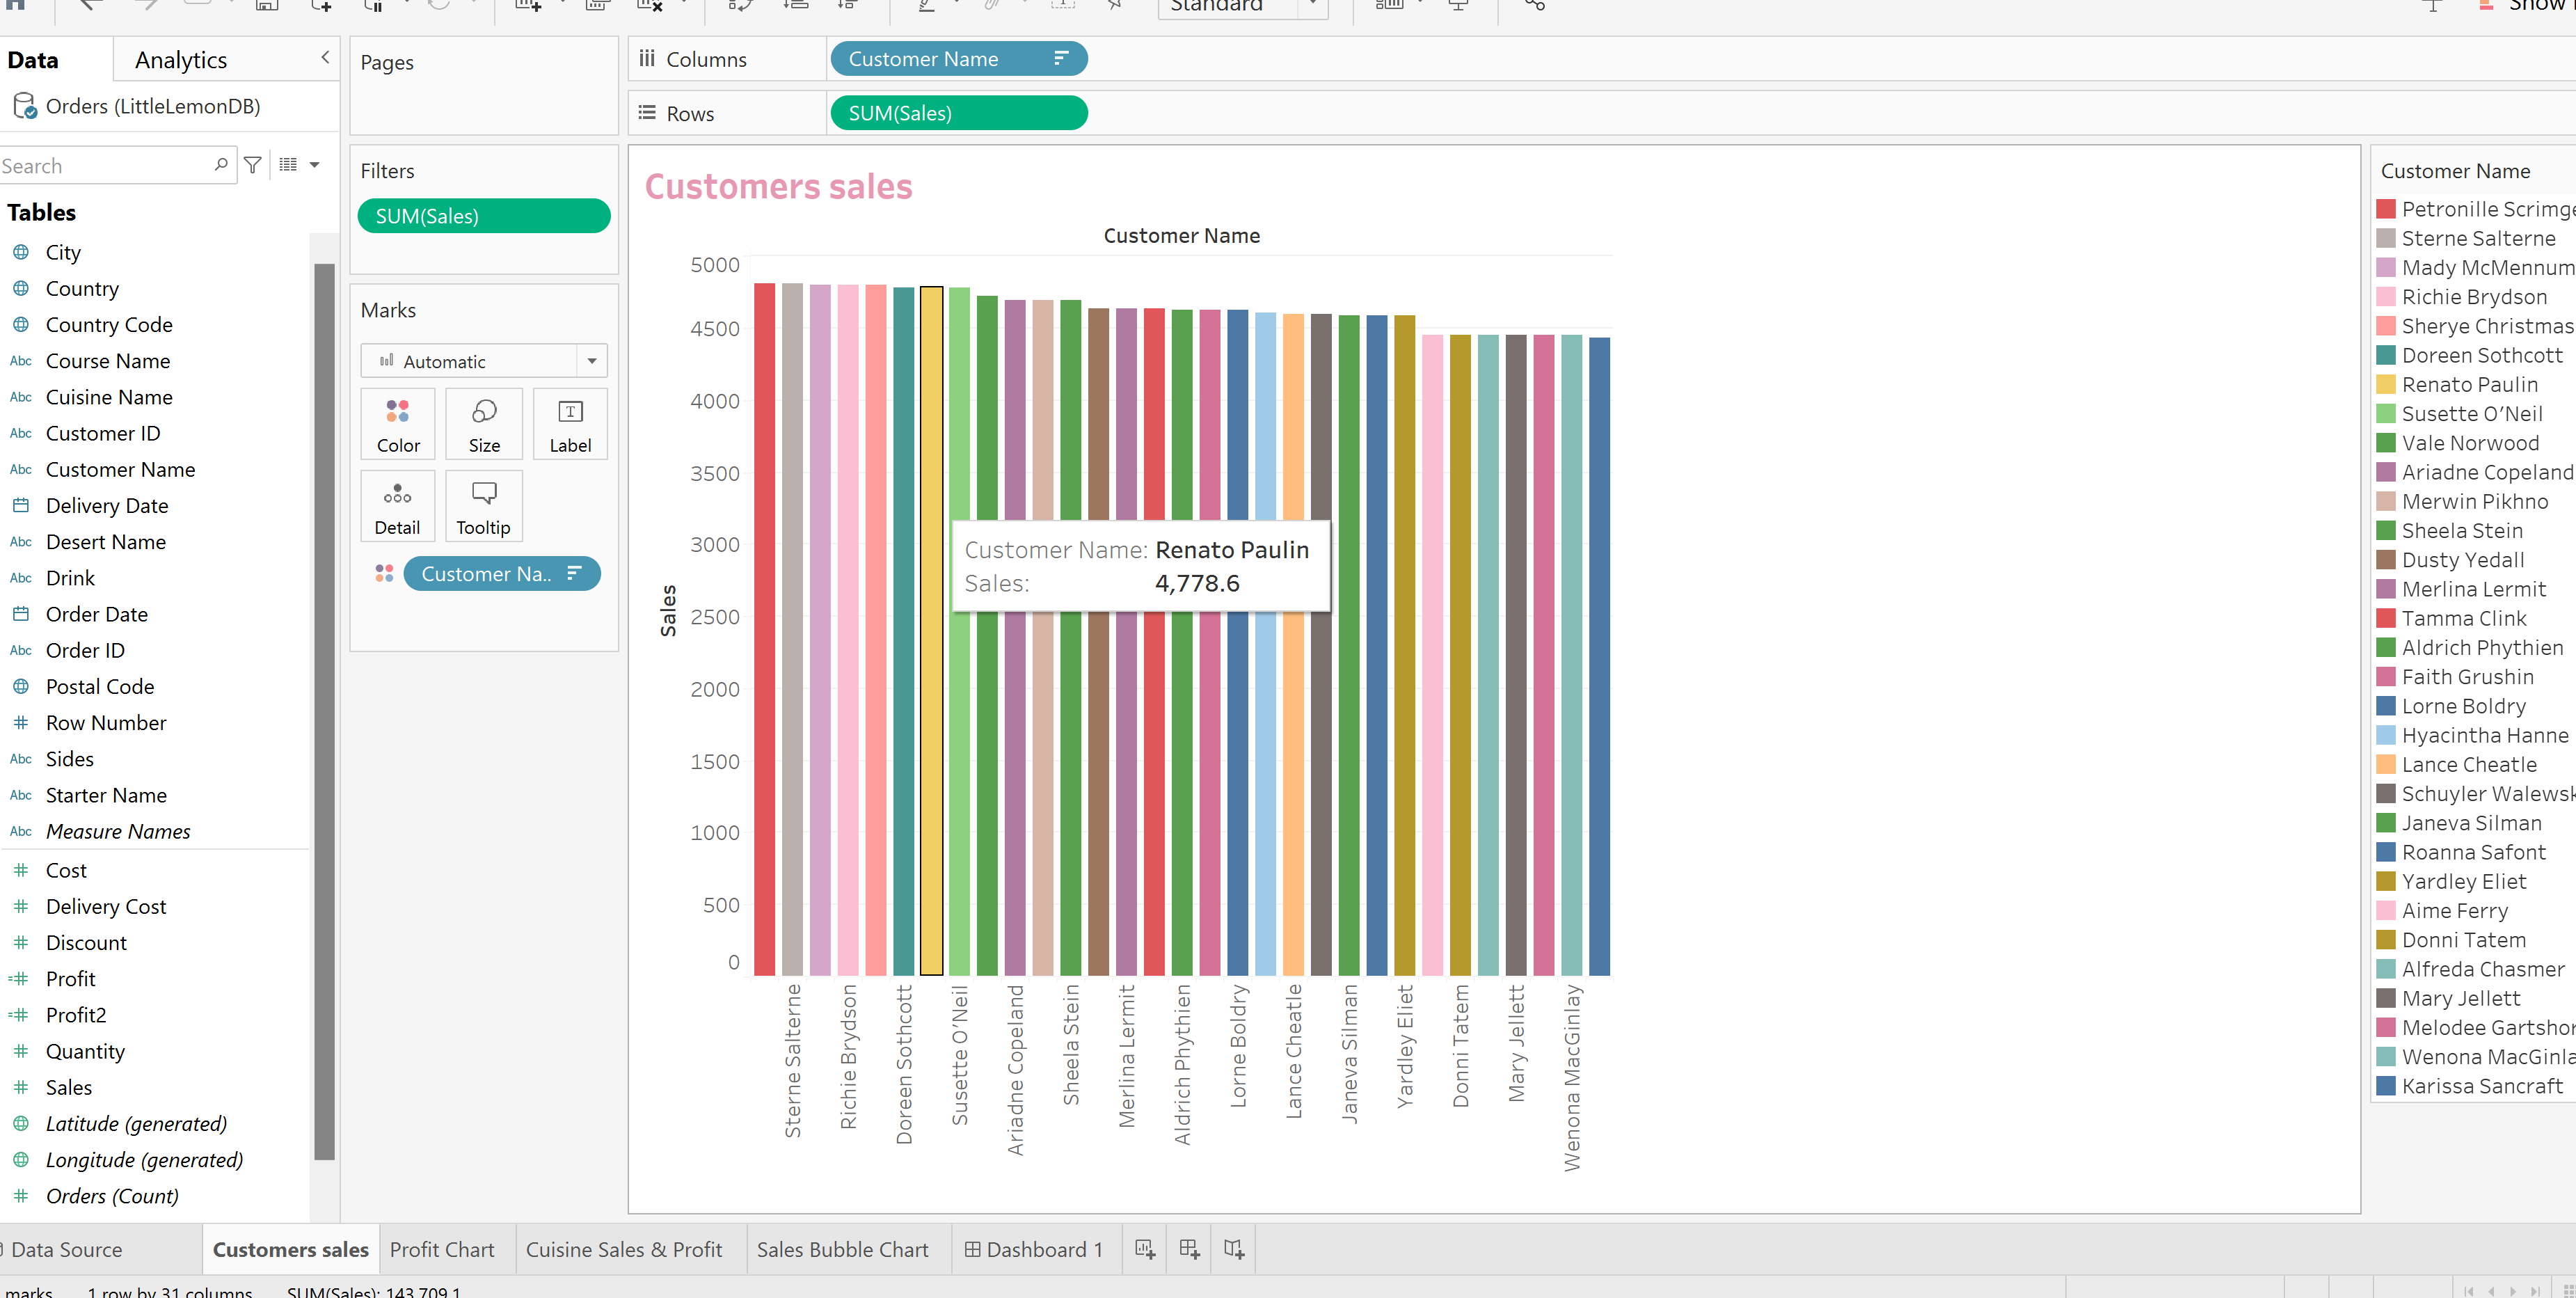 Standard
Show
Data
Analytics
Pages
Columns
Customer Name
Orders (LittleLemonDB)
Rows
SUM(Sales)
Search
Filters
SUM(Sales)
Tables
City
Country
Country Code
Abc Course Name
Abc Cuisine Name
Abc Customer ID
Abc Customer Name
Delivery Date
Abc Desert Name
Abc Drink
Order Date
Abc Order ID
Postal Code
# Row Number
Abc Sides
Abc Starter Name
Abc Measure Names
# Cost
# Delivery Cost
# Discount
=# Profit
=# Profit2
# Quantity
# Sales
Latitude (generated)
Longitude (generated)
# Orders (Count)
Marks
Automatic
Color
Size
T
Label
Detail
Tooltip
Customer Na..
Customers sales
Customer Name
5000
4500
4000
3500
3000
2500
2000
1500
1000
500
0
Sales
Customer Name: Renato Paulin
Sales: 4,778.6
Sterne Salterne
Richie Brydson
Doreen Sothcott
Susette O’Neil
Ariadne Copeland
Sheela Stein
Merlina Lermit
Aldrich Phythien
Lorne Boldry
Lance Cheatle
Janeva Silman
Yardley Eliet
Donni Tatem
Mary Jellett
Wenona MacGinlay
Customer Name
Petronille Scrimge
Sterne Salterne
Mady McMennum
Richie Brydson
Sherye Christmas
Doreen Sothcott
Renato Paulin
Susette O’Neil
Vale Norwood
Ariadne Copeland
Merwin Pikhno
Sheela Stein
Dusty Yedall
Merlina Lermit
Tamma Clink
Aldrich Phythien
Faith Grushin
Lorne Boldry
Hyacintha Hanne
Lance Cheatle
Schuyler Walewsk
Janeva Silman
Roanna Safont
Yardley Eliet
Aime Ferry
Donni Tatem
Alfreda Chasmer
Mary Jellett
Melodee Gartshor
Wenona MacGinla
Karissa Sancraft
Data Source
Customers sales
Profit Chart
Cuisine Sales & Profit
Sales Bubble Chart
Dashboard 1
marks
1 row by 31 columns
SUM(Sales): 143,709.1